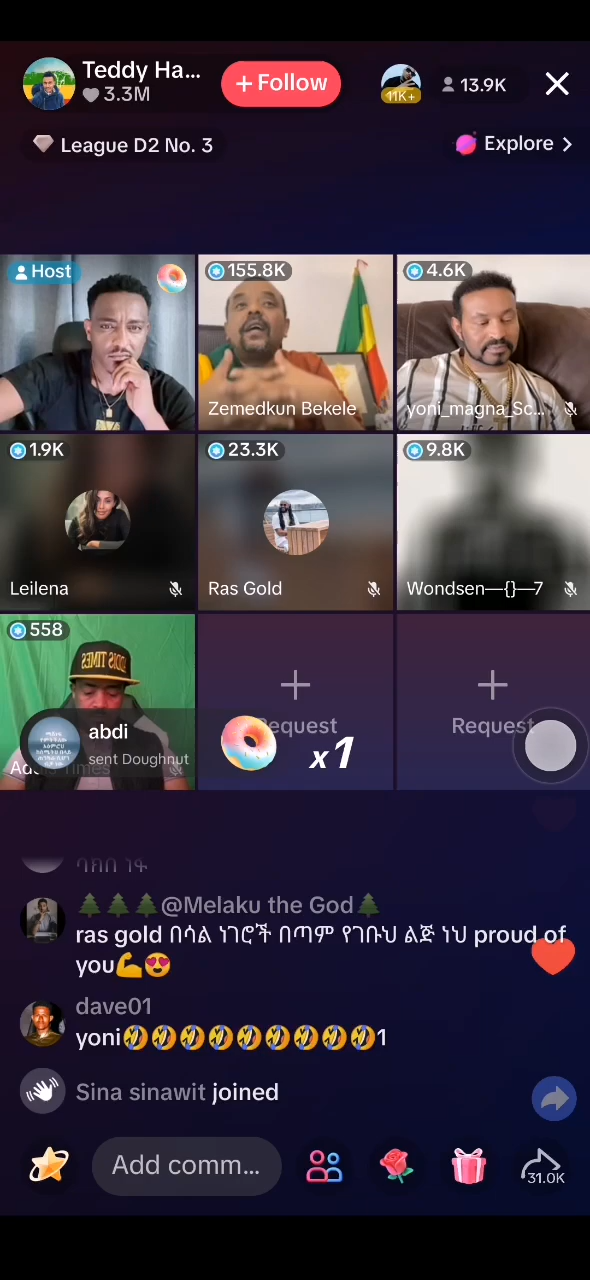 Teddy Ha...
3.3M
+ Follow
11K+
13.9K
League D2 No. 3
Explore
Host
155.8K
4.6K
Zemedkun Bekele
yoni_magna_Sc...
1.9K
23.3K
9.8K
Leilena
Ras Gold
Wondsen—{}—7
558
abdi
sent Doughnut
x1
Request
Request
@Melaku the God
ras gold በሳል ነገሮች በጣም የገቡህ ልጅ ነህ proud of
you💪😍
dave01
yoni🤣🤣🤣🤣🤣🤣🤣🤣🤣1
Sina sinawit joined
Add comm...
31.0K